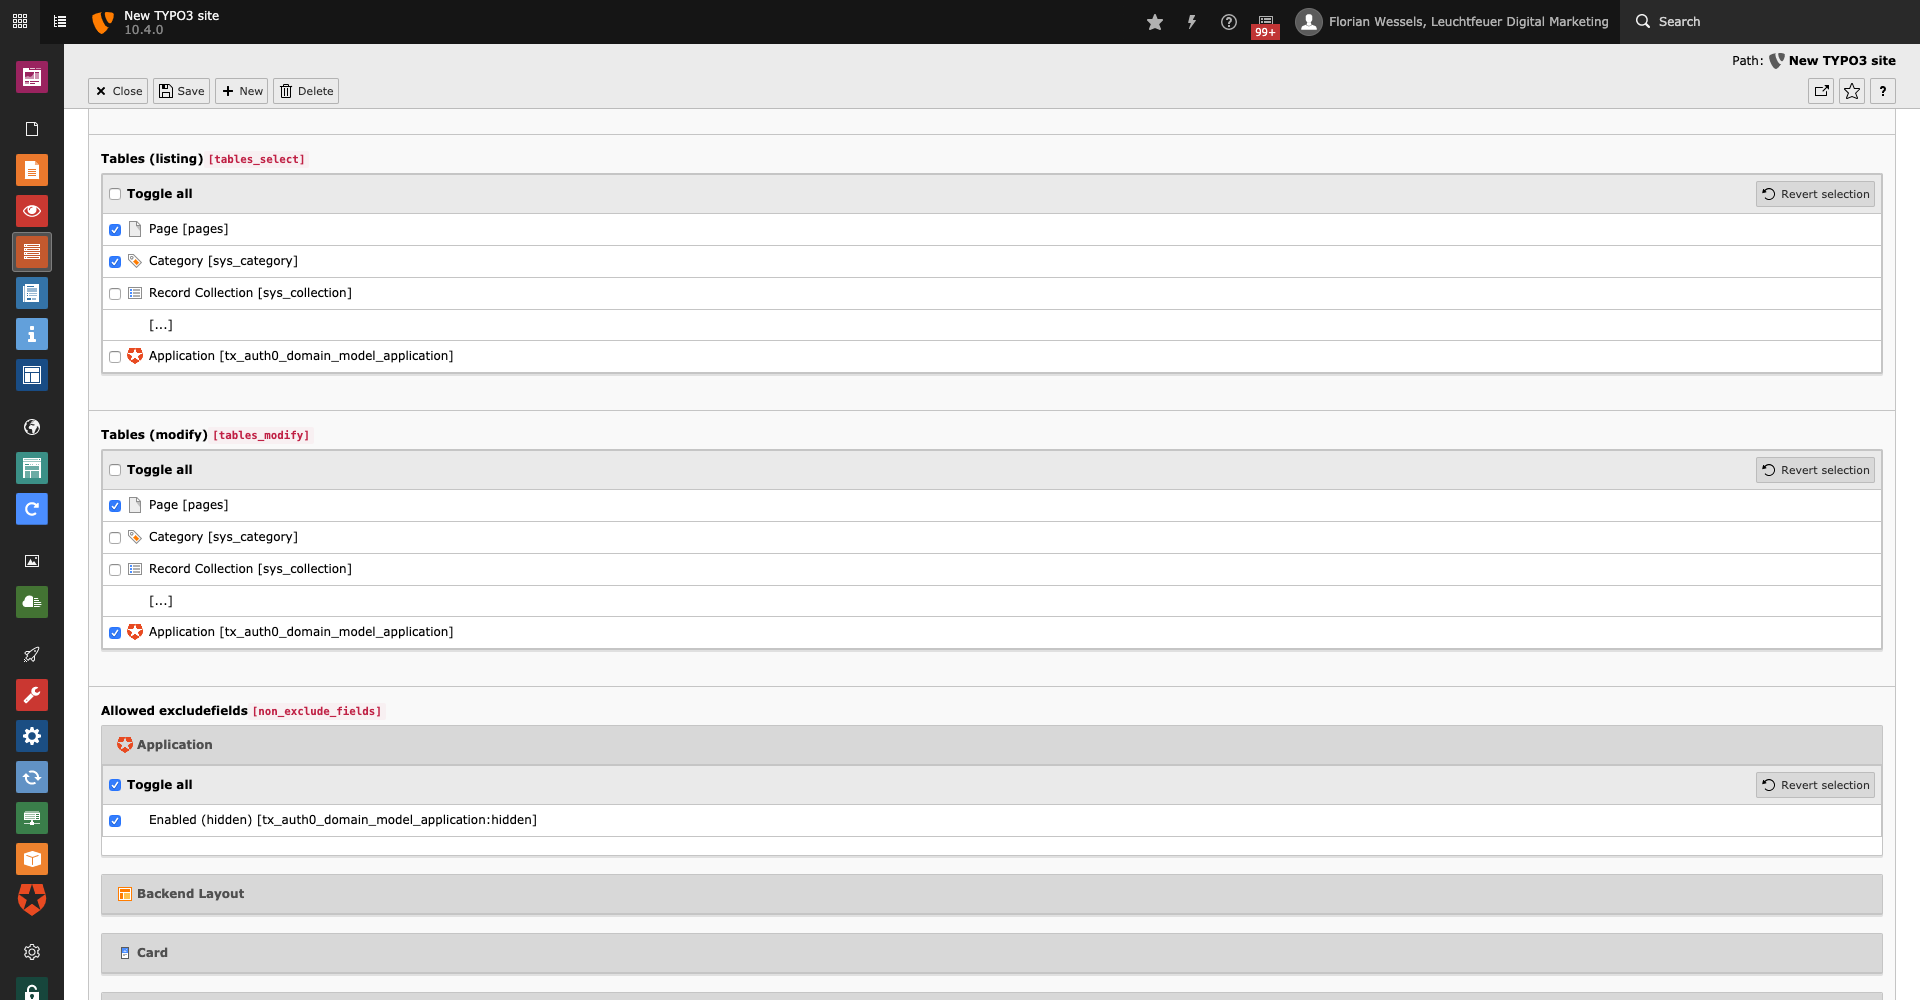 New TYPO3 site
10.4.0
99+
Florian Wessels, Leuchtfeuer Digital Marketing
Search
Path: New TYPO3 site
Close
Save
New
Delete
?
Tables (listing) [tables_select]
Toggle all
Revert selection
Page [pages]
Category [sys_category]
Record Collection [sys_collection]
[...]
Application [tx_auth0_domain_model_application]
Tables (modify) [tables_modify]
Toggle all
Revert selection
Page [pages]
Category [sys_category]
Record Collection [sys_collection]
[...]
Application [tx_auth0_domain_model_application]
Allowed excludefields [non_exclude_fields]
Application
Toggle all
Revert selection
Enabled (hidden) [tx_auth0_domain_model_application:hidden]
Backend Layout
Card